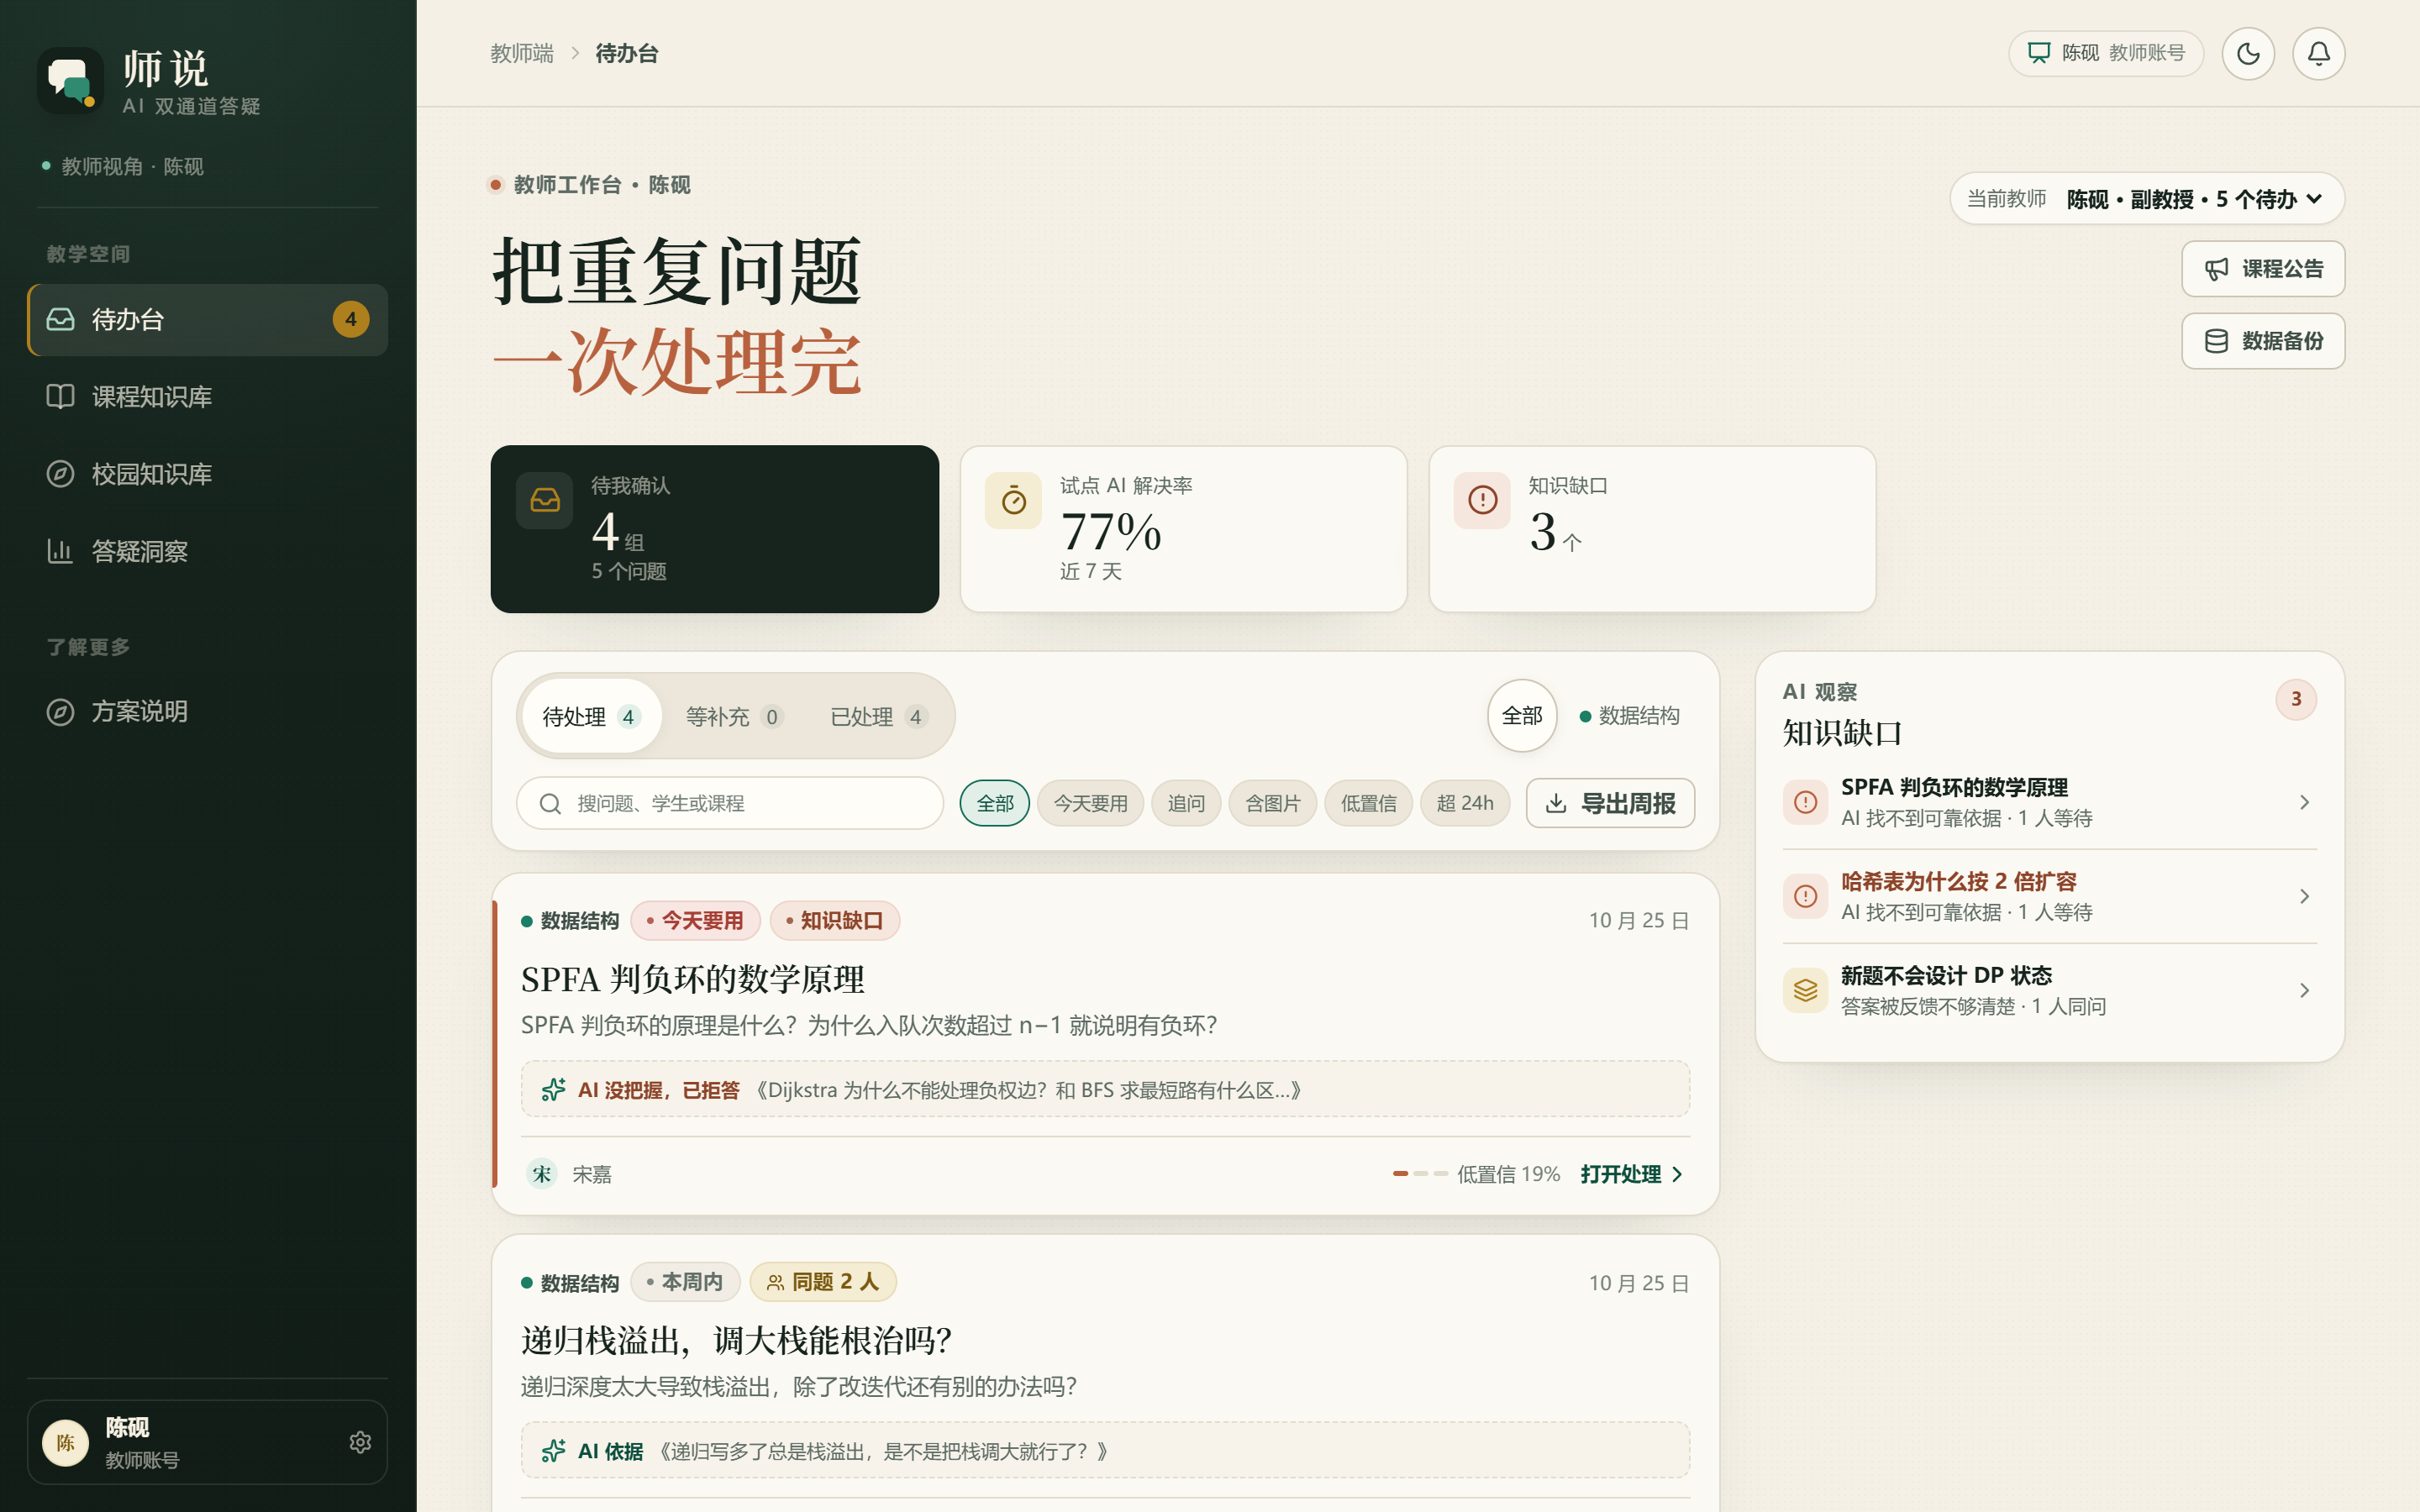 师说
AI 双通道答疑
教师视角 · 陈砚
教学空间
待办台 4
课程知识库
校园知识库
答疑洞察
了解更多
方案说明
陈
陈砚
教师账号
教师端 > 待办台
陈砚 教师账号
教师工作台 • 陈砚
把重复问题
一次处理完
当前教师 陈砚 • 副教授 • 5 个待办
课程公告
数据备份
待我确认
4 组
5 个问题
试点 AI 解决率
77%
近 7 天
知识缺口
3 个
待处理 4 等补充 0 已处理 4
全部 数据结构
搜问题、学生或课程
全部 今天要用 追问 含图片 低置信 超 24h 导出周报
数据结构 今天要用 知识缺口 10 月 25 日
SPFA 判负环的数学原理
SPFA 判负环的原理是什么？为什么入队次数超过 n−1 就说明有负环？
AI 没把握，已拒答 《Dijkstra 为什么不能处理负权边？和 BFS 求最短路有什么区...》
宋 宋嘉 低置信 19% 打开处理
数据结构 本周内 同题 2 人 10 月 25 日
递归栈溢出，调大栈能根治吗？
递归深度太大导致栈溢出，除了改迭代还有别的办法吗？
AI 依据 《递归写多了总是栈溢出，是不是把栈调大就行了？》
AI 观察
知识缺口
3
SPFA 判负环的数学原理
AI 找不到可靠依据 · 1 人等待
哈希表为什么按 2 倍扩容
AI 找不到可靠依据 · 1 人等待
新题不会设计 DP 状态
答案被反馈不够清楚 · 1 人同问